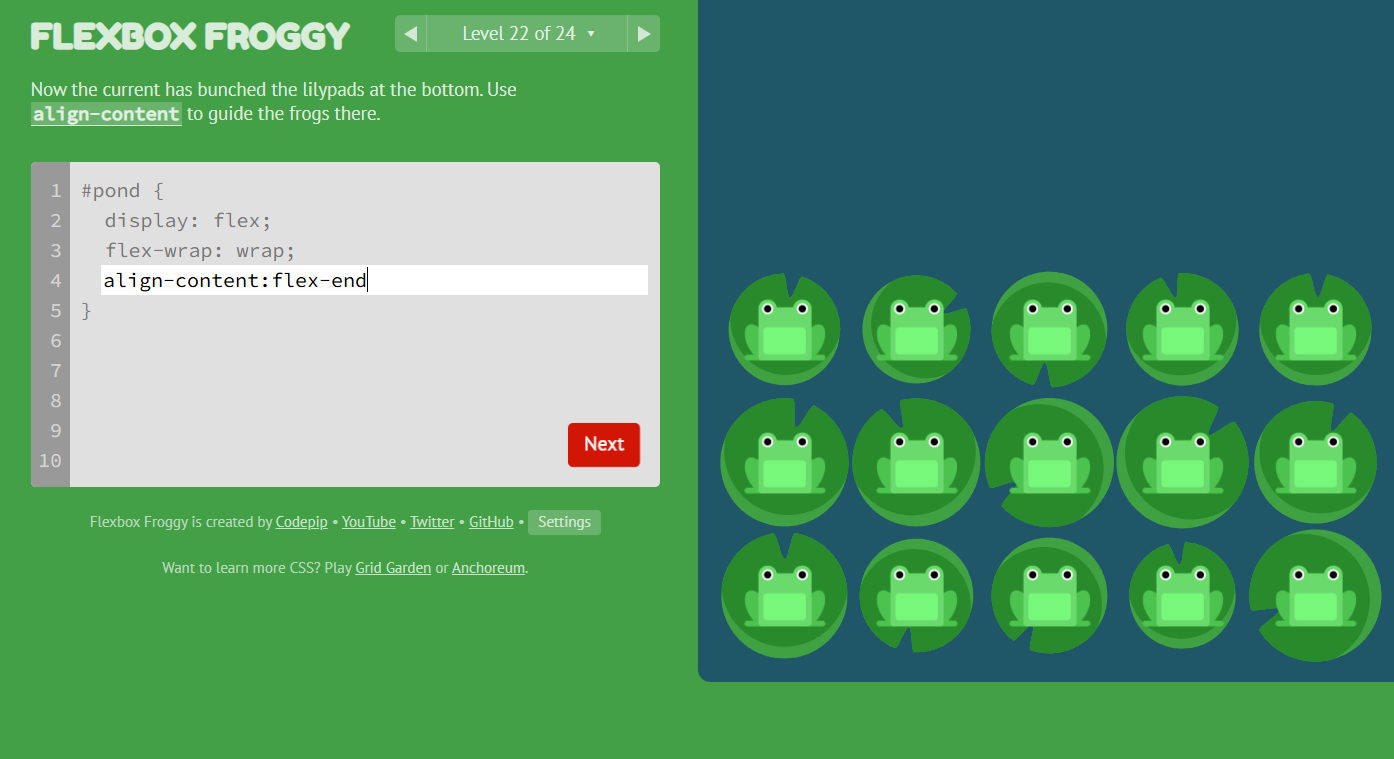 FLEXBOX FROGGY
◀ Level 22 of 24 ▼ ▶
Now the current has bunched the lilypads at the bottom. Use
align-content to guide the frogs there.
1 #pond {
2   display: flex;
3   flex-wrap: wrap;
4   align-content:flex-end
5 }
6
7
8
9
10
Next
Flexbox Froggy is created by Codepip • YouTube • Twitter • GitHub • Settings
Want to learn more CSS? Play Grid Garden or Anchoreum.